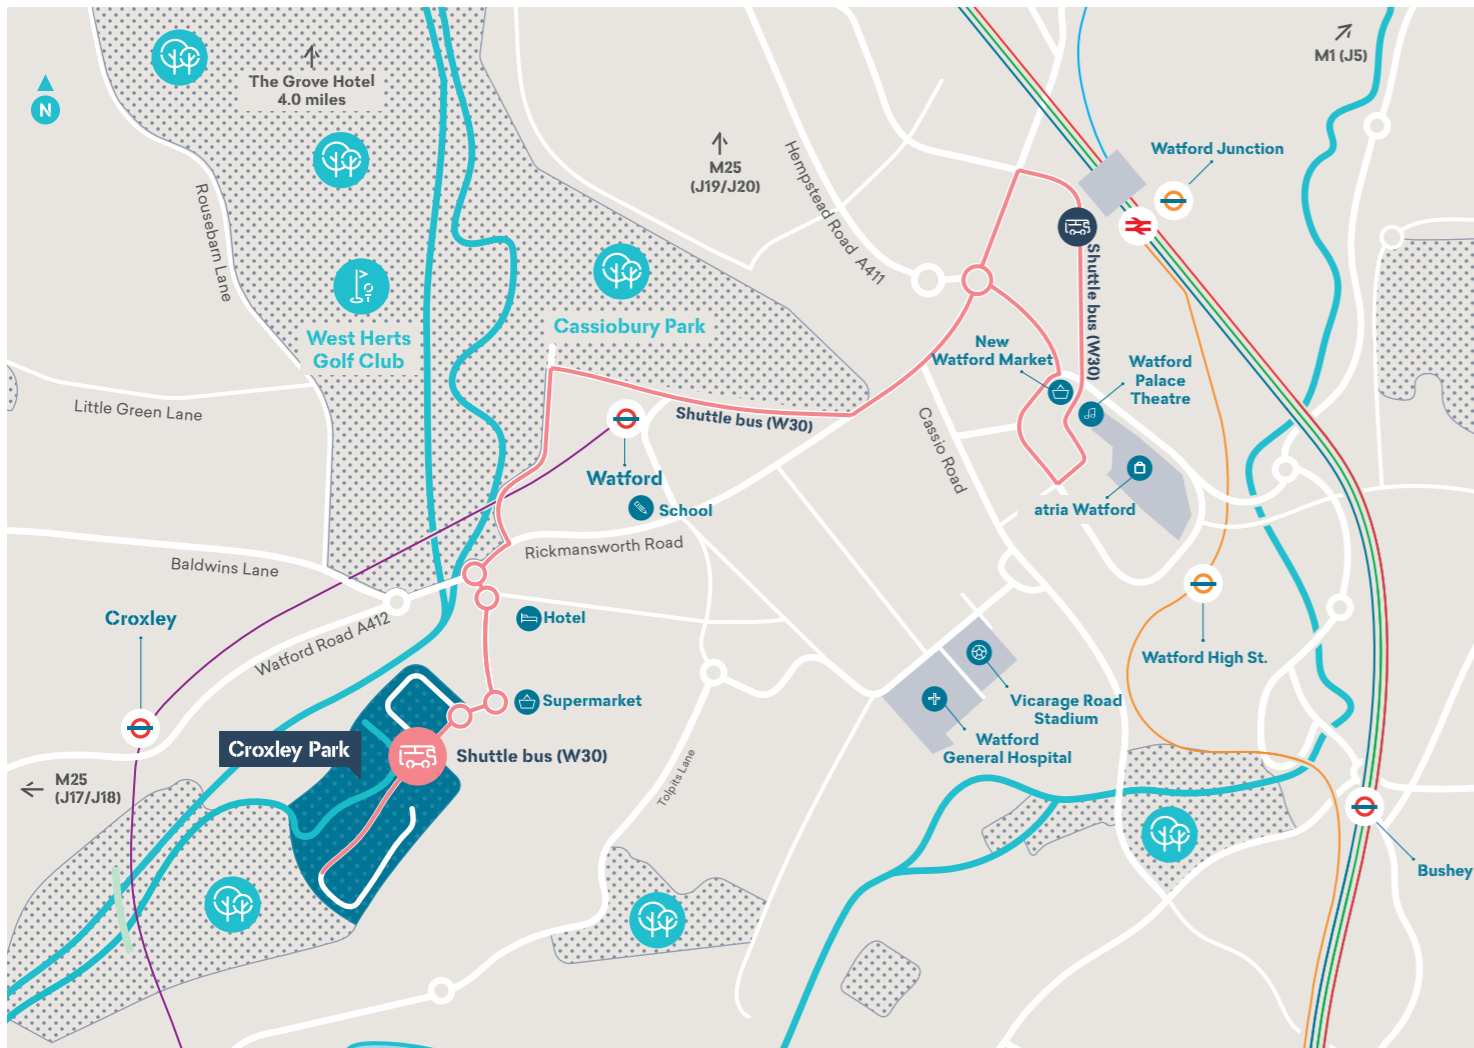 M1 (J5)
The Grove Hotel
4.0 miles
N
Watford Junction
M25
(J19/J20)
Hempstead Road A411
Rousebarn Lane
Shuttle bus (W30)
Cassiobury Park
West Herts
Golf Club
New
Watford Market
Watford
Palace
Theatre
Little Green Lane
Shuttle bus (W30)
Cassio Road
Watford
School
atria Watford
Rickmansworth Road
Baldwins Lane
Croxley
Hotel
Watford Road A412
Watford High St.
Supermarket
Vicarage Road
Stadium
Watford
General Hospital
Croxley Park
Shuttle bus (W30)
M25
(J17/J18)
Tolpits Lane
Bushey